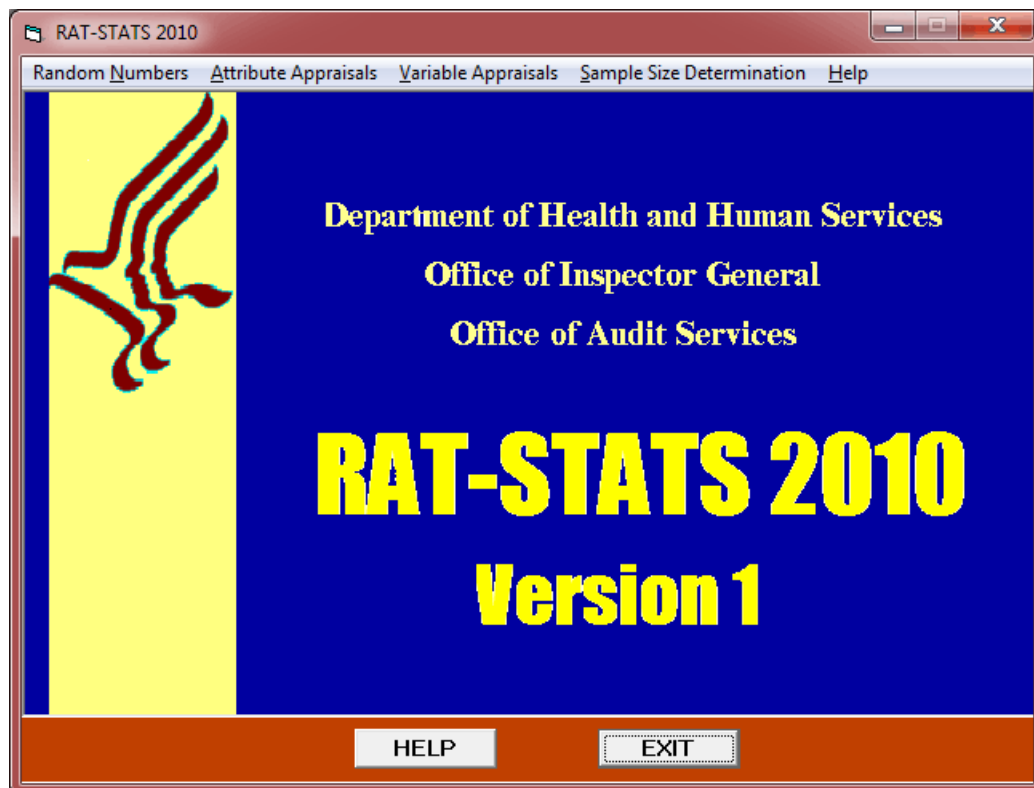 RAT-STATS 2010
Random Numbers Attribute Appraisals Variable Appraisals Sample Size Determination Help
Department of Health and Human Services
Office of Inspector General
Office of Audit Services
RAT-STATS 2010
Version 1
HELP EXIT